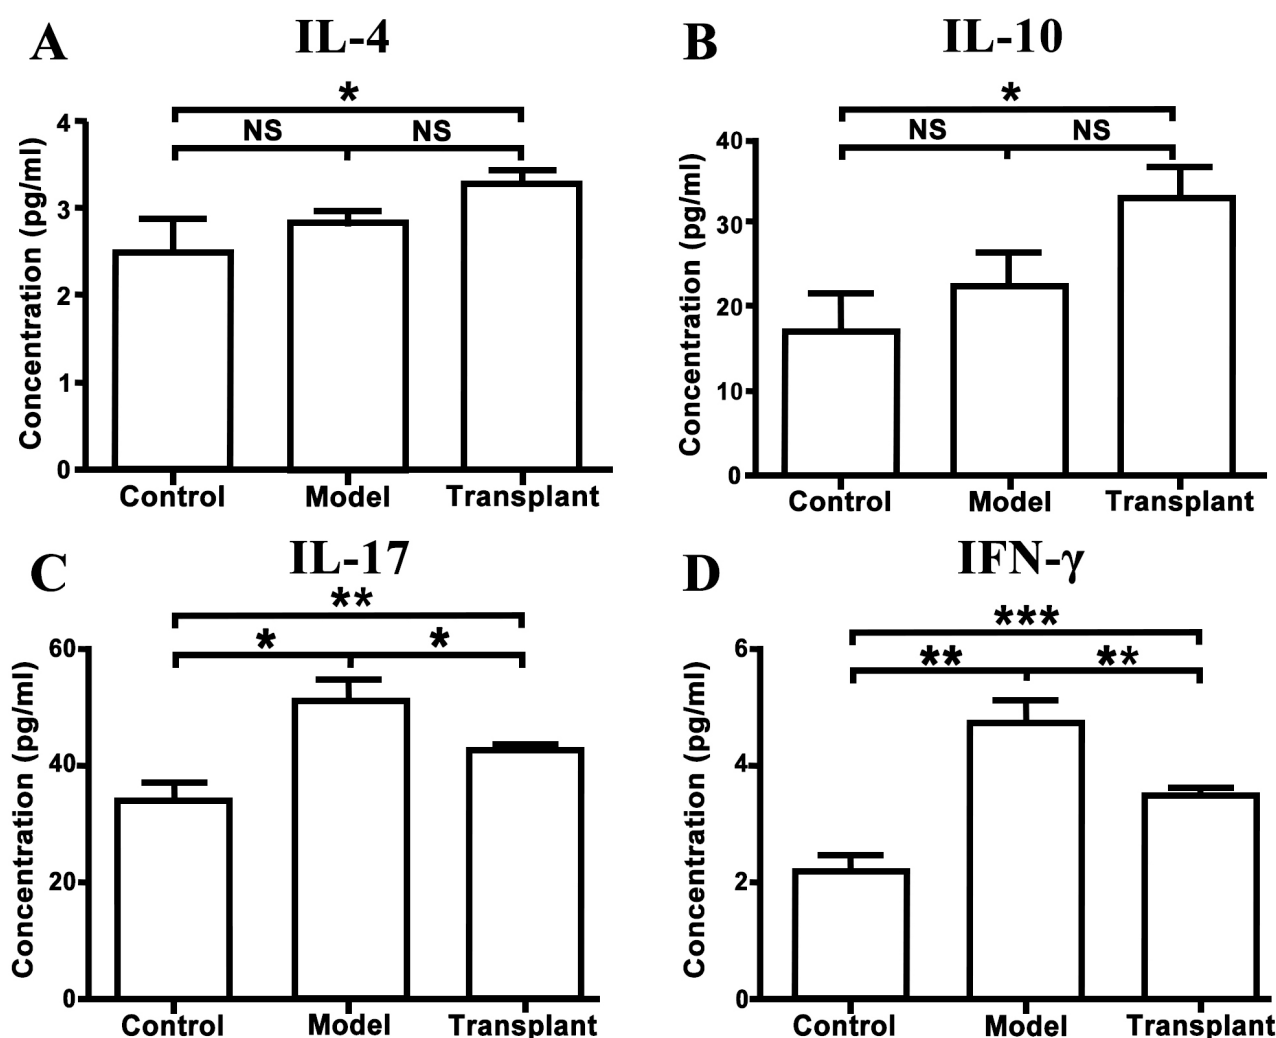 A
IL-4
*
NS NS
Concentration (pg/ml)
4
3
2
1
0
Control Model Transplant
B
IL-10
*
NS NS
Concentration (pg/ml)
40
30
20
10
0
Control Model Transplant
C
IL-17
**
* *
Concentration (pg/ml)
60
40
20
0
Control Model Transplant
D
IFN-γ
***
** **
Concentration (pg/ml)
6
4
2
0
Control Model Transplant